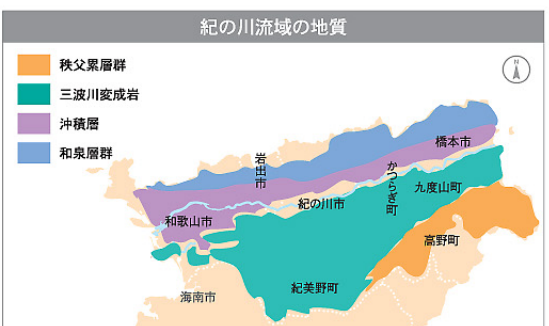 紀の川流域の地質
秩父累層群
三波川変成岩
沖積層
和泉層群
N
橋本市
岩出市
かつらぎ町
九度山町
紀の川市
和歌山市
高野町
紀美野町
海南市